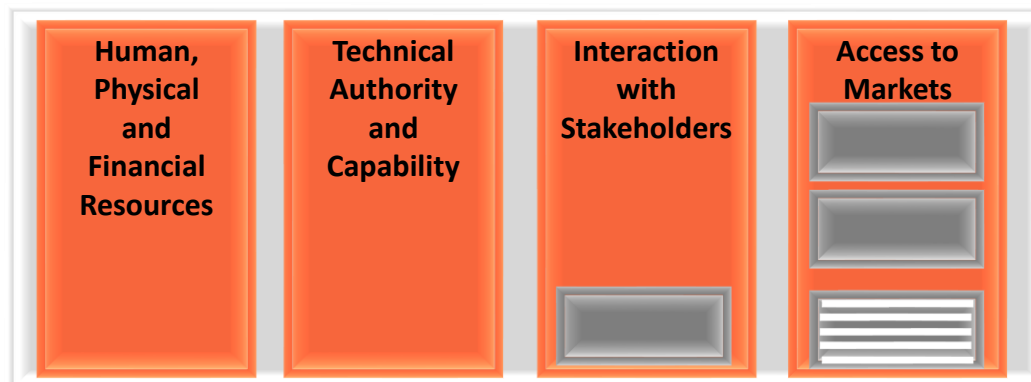 Human,
Physical
and
Financial
Resources
Technical
Authority
and
Capability
Interaction
with
Stakeholders
Access to
Markets